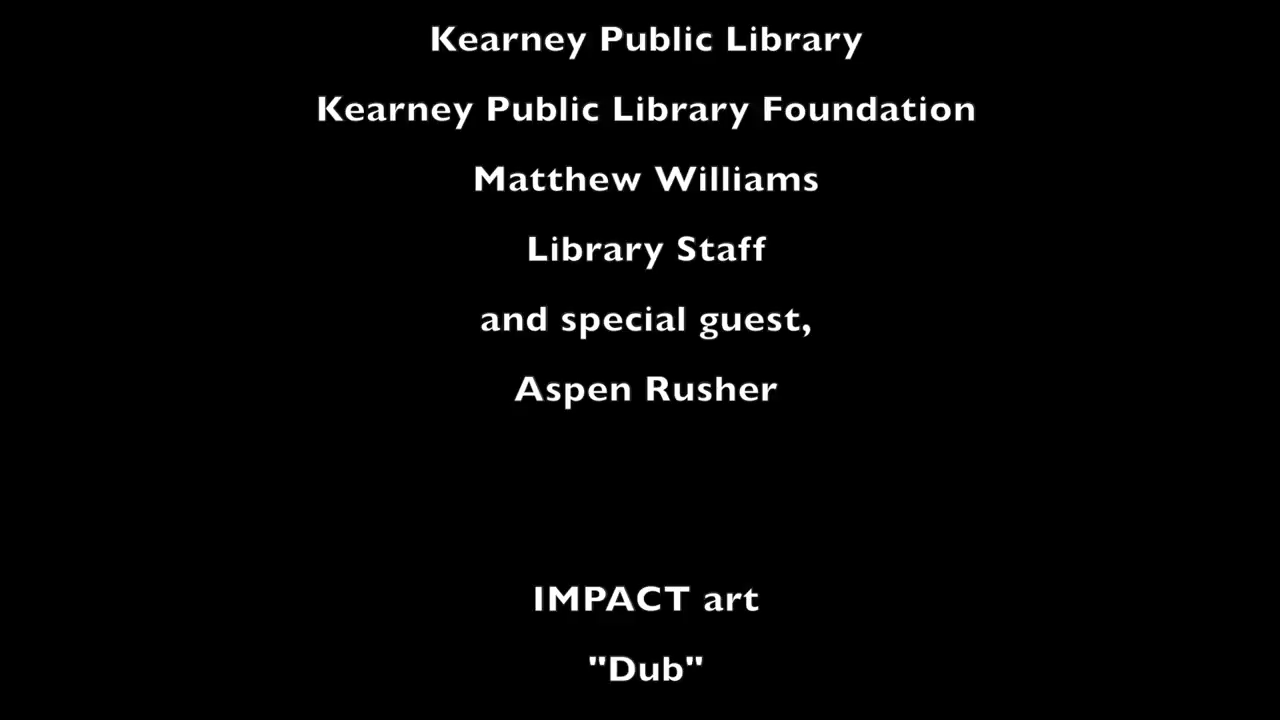 Kearney Public Library
Kearney Public Library Foundation
Matthew Williams
Library Staff
and special guest,
Aspen Rusher
IMPACT art
"Dub"